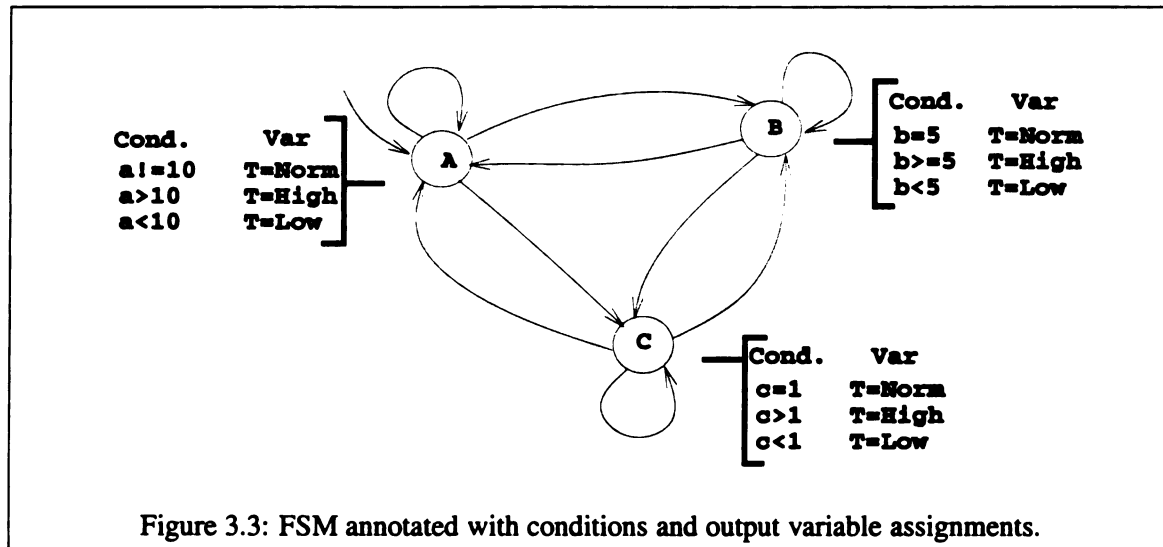 Cond. Var
a!=10 T=Norm
a>10 T=High
a<10 T=Low
A
B
Cond. Var
b=5 T=Norm
b>=5 T=High
b<5 T=Low
C
Cond. Var
c=1 T=Norm
c>1 T=High
c<1 T=Low
Figure 3.3: FSM annotated with conditions and output variable assignments.